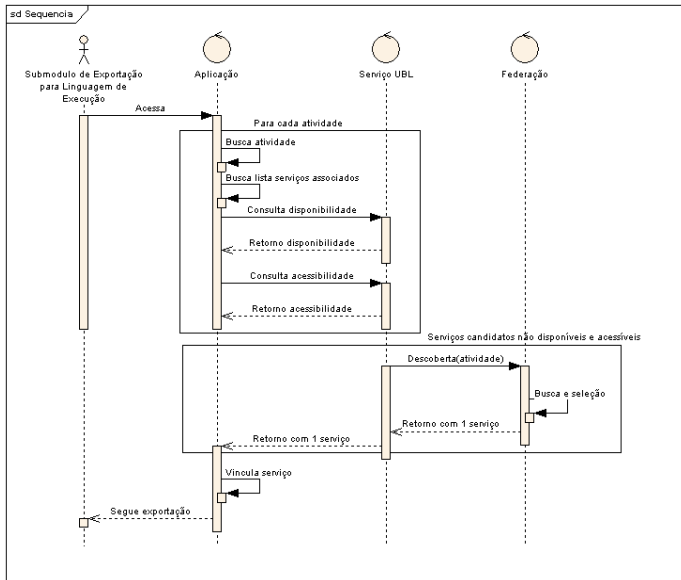 sd Sequencia
Submodulo de Exportação
para Linguagem de
Execução
Aplicação
Serviço UBL
Federação
Acessa
Para cada atividade
Busca atividade
Busca lista serviços associados
Consulta disponibilidade
Retorno disponibilidade
Consulta acessibilidade
Retorno acessibilidade
Serviços candidatos não disponíveis e acessíveis
Descoberta(atividade)
Busca e seleção
Retorno com 1 serviço
Retorno com 1 serviço
Vincula serviço
Segue exportação